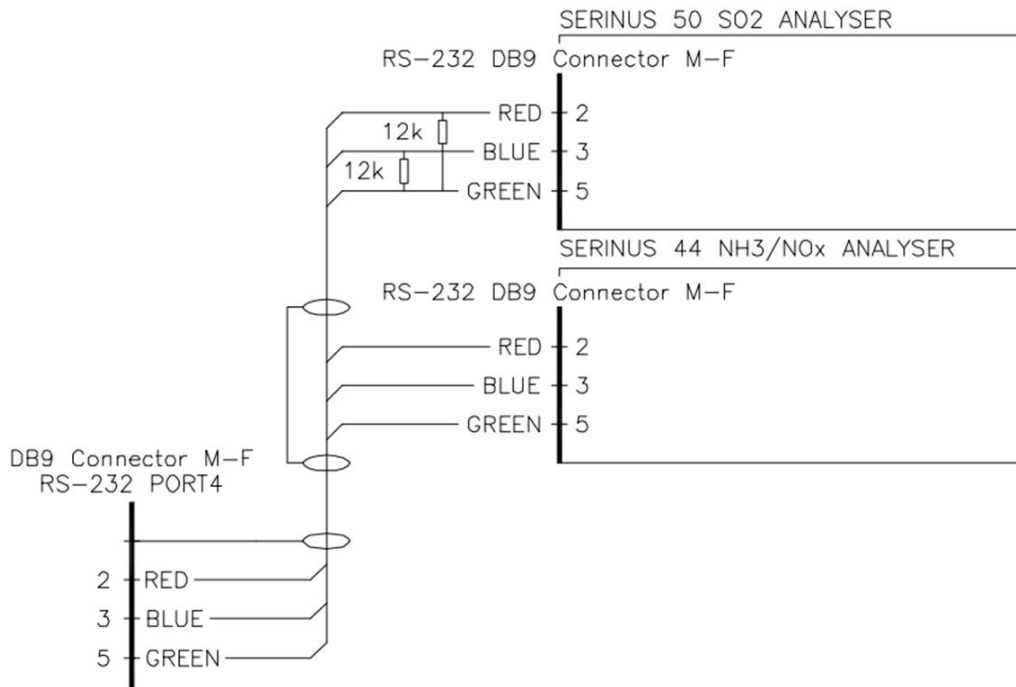 SERINUS 50 SO2 ANALYSER
RS-232 DB9 Connector M-F
RED 2
12k
BLUE 3
12k
GREEN 5
SERINUS 44 NH3/NOx ANALYSER
RS-232 DB9 Connector M-F
RED 2
BLUE 3
GREEN 5
DB9 Connector M-F
RS-232 PORT4
2 RED
3 BLUE
5 GREEN